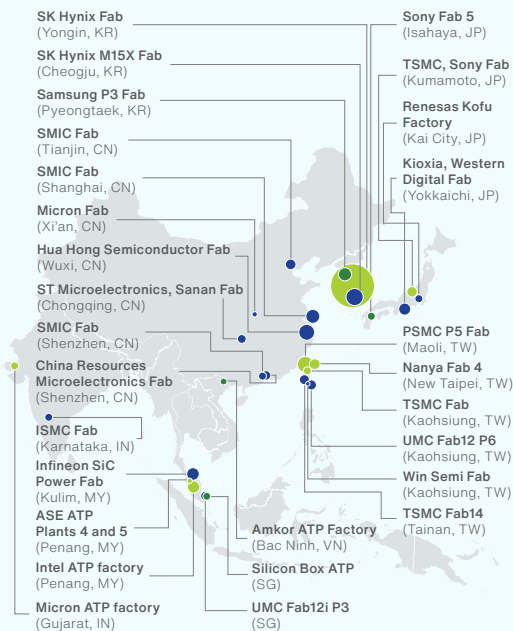 SK Hynix Fab
(Yongin, KR)
SK Hynix M15X Fab
(Cheogju, KR)
Samsung P3 Fab
(Pyeongtaek, KR)
SMIC Fab
(Tianjin, CN)
SMIC Fab
(Shanghai, CN)
Micron Fab
(Xi'an, CN)
Hua Hong Semiconductor Fab
(Wuxi, CN)
ST Microelectronics, Sanan Fab
(Chongqing, CN)
SMIC Fab
(Shenzhen, CN)
China Resources
Microelectronics Fab
(Shenzhen, CN)
ISMC Fab
(Karnataka, IN)
Infineon SiC
Power Fab
(Kulim, MY)
ASE ATP
Plants 4 and 5
(Penang, MY)
Intel ATP factory
(Penang, MY)
Micron ATP factory
(Gujarat, IN)
Amkor ATP Factory
(Bac Ninh, VN)
Silicon Box ATP
(SG)
UMC Fab12i P3
(SG)
Sony Fab 5
(Isahaya, JP)
TSMC, Sony Fab
(Kumamoto, JP)
Renesas Kofu
Factory
(Kai City, JP)
Kioxia, Western
Digital Fab
(Yokkaichi, JP)
PSMC P5 Fab
(Maoli, TW)
Nanya Fab 4
(New Taipei, TW)
TSMC Fab
(Kaohsiung, TW)
UMC Fab12 P6
(Kaohsiung, TW)
Win Semi Fab
(Kaohsiung, TW)
TSMC Fab14
(Tainan, TW)